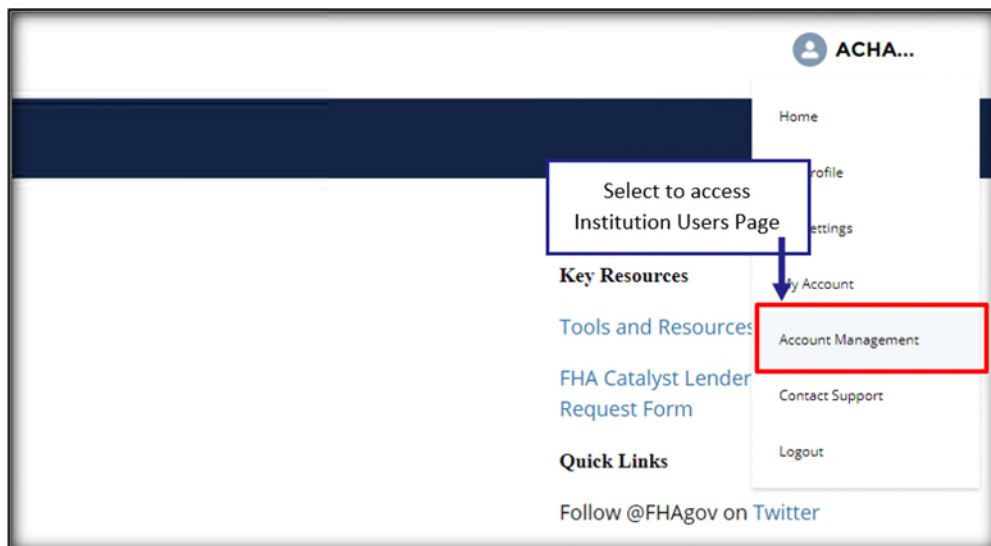 ACHA...
Home
rofile
Select to access
Institution Users Page
ettings
Key Resources
My Account
Tools and Resources
Account Management
FHA Catalyst Lender
Request Form
Contact Support
Quick Links
Logout
Follow @FHAgov on Twitter